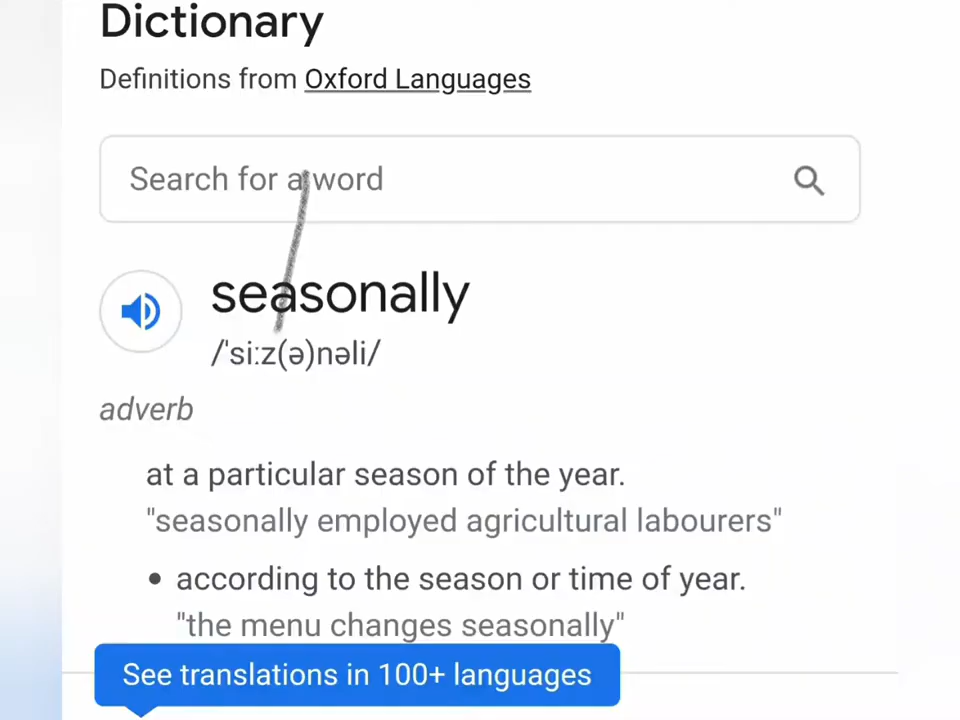 Dictionary
Definitions from Oxford Languages
Search for a word
seasonally
/ˈsiːz(ə)nəli/
adverb
at a particular season of the year.
"seasonally employed agricultural labourers"
• according to the season or time of year.
"the menu changes seasonally"
See translations in 100+ languages